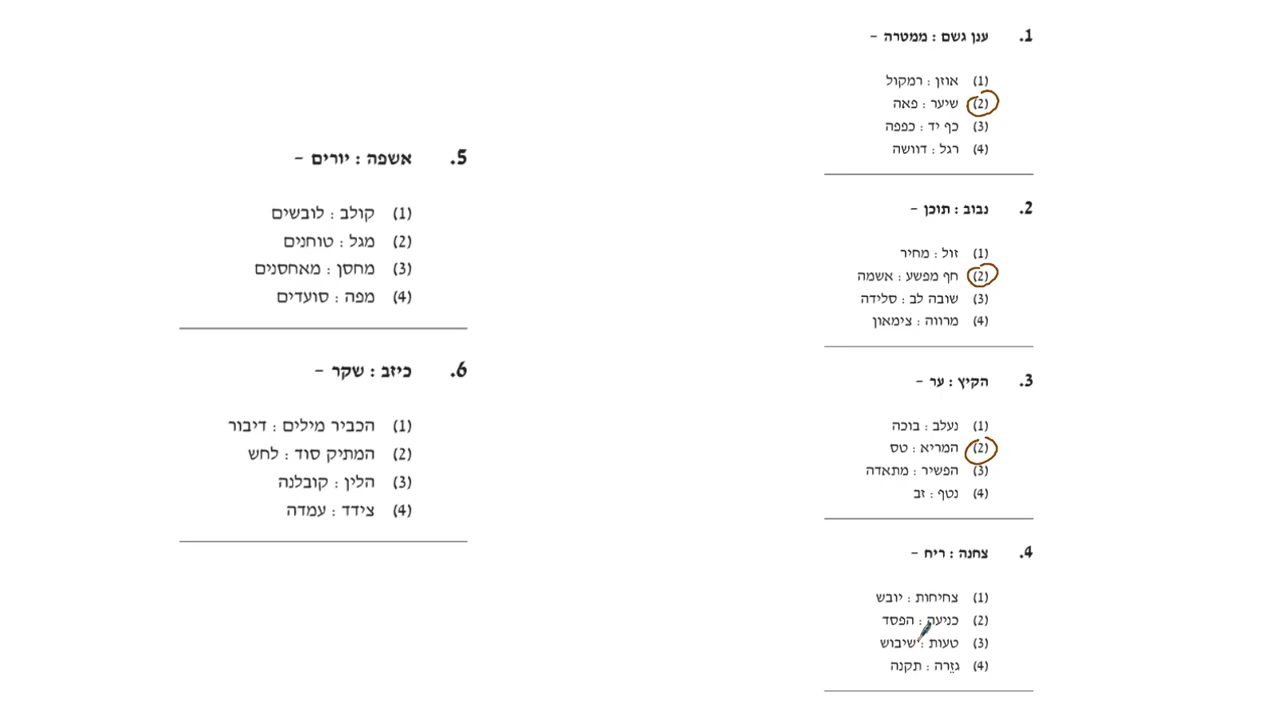 1. ענן גשם : ממטרה –
(1) אוזן : רמקול
(2) שיער : פאה
(3) כף יד : כפפה
(4) רגל : דוושה
2. נבוב : תוכן –
(1) זול : מחיר
(2) חף מפשע : אשמה
(3) שובה לב : סלידה
(4) מרווה : צימאון
3. הקיץ : ער –
(1) נעלב : בוכה
(2) המריא : טס
(3) הפשיר : מתאדה
(4) נטף : זב
4. צחנה : ריח –
(1) צחיחות : יובש
(2) כניעה : הפסד
(3) טעות : שיבוש
(4) גזֵרה : תקנה
5. אשפה : יורים –
(1) קולב : לובשים
(2) מגל : טוחנים
(3) מחסן : מאחסנים
(4) מפה : סועדים
6. כיזב : שקר –
(1) הכביר מילים : דיבור
(2) המתיק סוד : לחש
(3) הלין : קובלנה
(4) צידד : עמדה